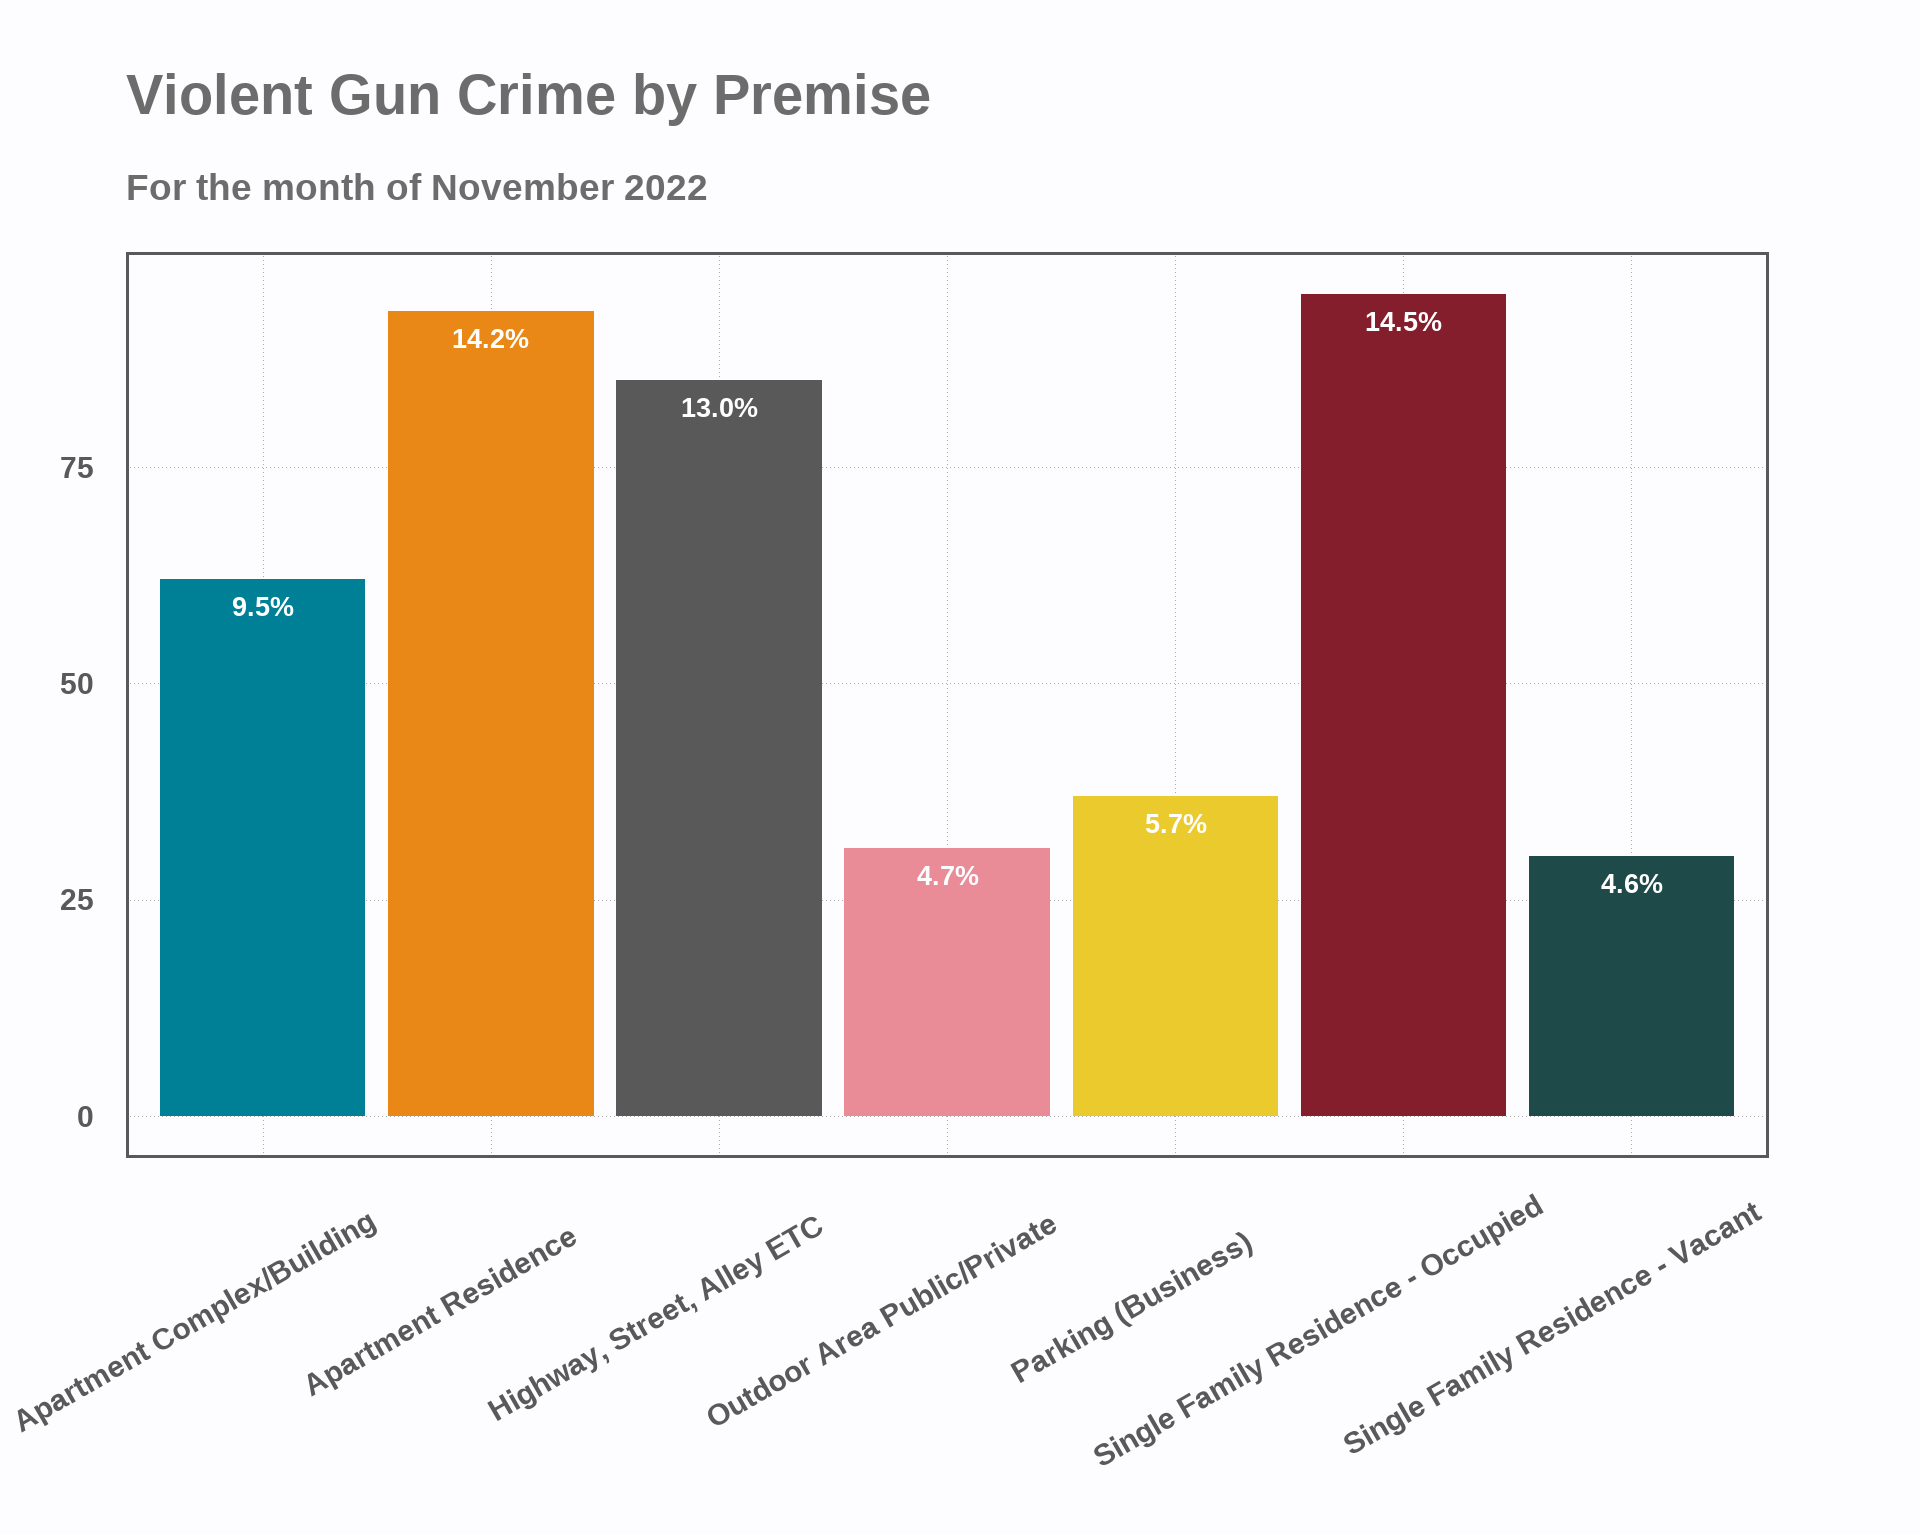 Violent Gun Crime by Premise
For the month of November 2022
14.5%
14.2%
13.0%
75
9.5%
50
5.7%
4.7%
4.6%
25
0
Apartment Complex/Building
Apartment Residence
Highway, Street, Alley ETC
Outdoor Area Public/Private
Parking (Business)
Single Family Residence - Occupied
Single Family Residence - Vacant